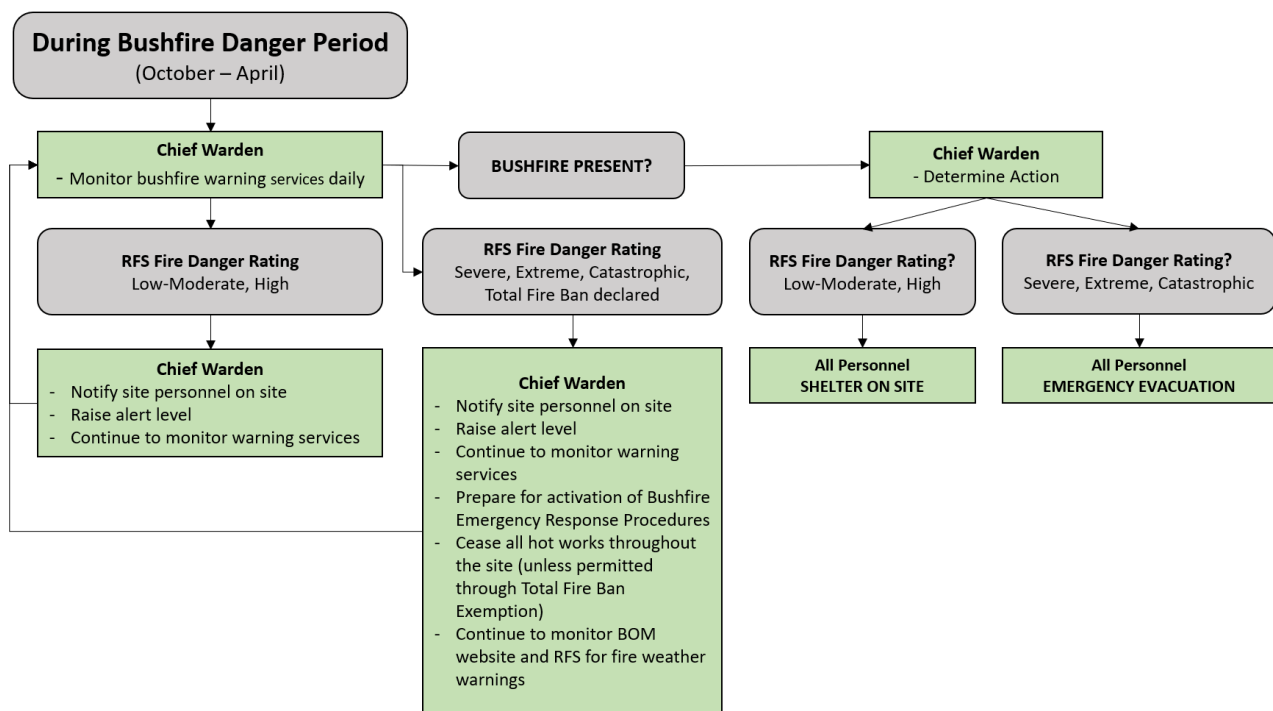 During Bushfire Danger Period
(October – April)
Chief Warden
- Monitor bushfire warning services daily
BUSHFIRE PRESENT?
Chief Warden
- Determine Action
RFS Fire Danger Rating
Low-Moderate, High
RFS Fire Danger Rating
Severe, Extreme, Catastrophic,
Total Fire Ban declared
RFS Fire Danger Rating?
Low-Moderate, High
RFS Fire Danger Rating?
Severe, Extreme, Catastrophic
Chief Warden
- Notify site personnel on site
- Raise alert level
- Continue to monitor warning services
Chief Warden
- Notify site personnel on site
- Raise alert level
- Continue to monitor warning
services
- Prepare for activation of Bushfire
Emergency Response Procedures
- Cease all hot works throughout
the site (unless permitted
through Total Fire Ban
Exemption)
- Continue to monitor BOM
website and RFS for fire weather
warnings
All Personnel
SHELTER ON SITE
All Personnel
EMERGENCY EVACUATION